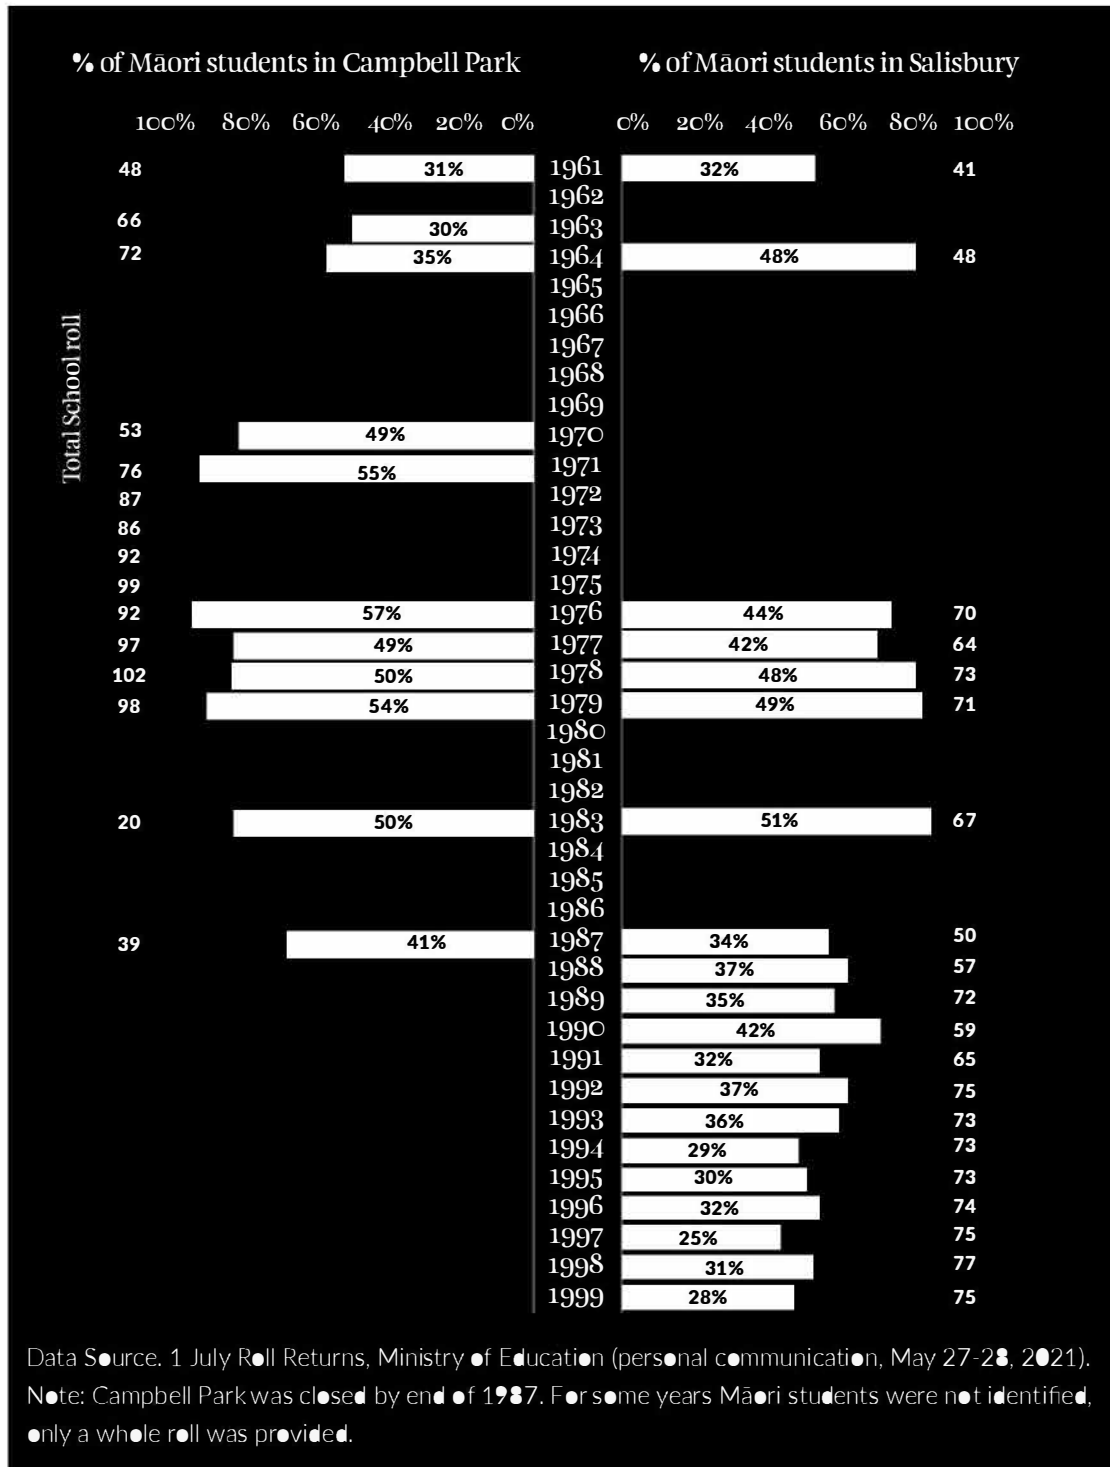 % of Māori students in Campbell Park % of Māori students in Salisbury
100% 80% 60% 40% 20% 0% 0% 20% 40% 60% 80% 100%
Total School roll
48 31% 1961 32% 41
1962
66 30% 1963
72 35% 1964 48% 48
1965
1966
1967
1968
1969
53 49% 1970
76 55% 1971
87 1972
86 1973
92 1974
99 1975
92 57% 1976 44% 70
97 49% 1977 42% 64
102 50% 1978 48% 73
98 54% 1979 49% 71
1980
1981
1982
20 50% 1983 51% 67
1984
1985
1986
39 41% 1987 34% 50
1988 37% 57
1989 35% 72
1990 42% 59
1991 32% 65
1992 37% 75
1993 36% 73
1994 29% 73
1995 30% 73
1996 32% 74
1997 25% 75
1998 31% 77
1999 28% 75
Data Source. 1 July Roll Returns, Ministry of Education (personal communication, May 27-28, 2021).
Note: Campbell Park was closed by end of 1987. For some years Māori students were not identified,
only a whole roll was provided.